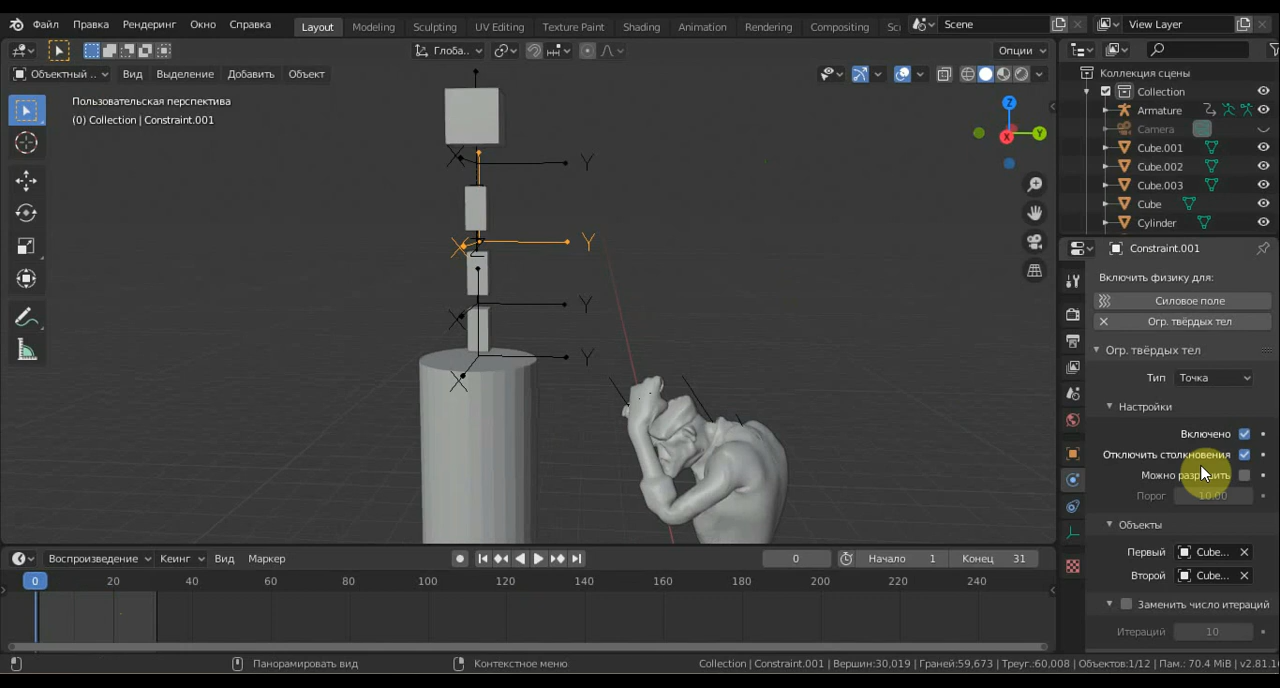 Файл Правка Рендеринг Окно Справка Layout Modeling Sculpting UV Editing Texture Paint Shading Animation Rendering Compositing Sc Scene View Layer
Глоба.. Опции
Объектный .. Вид Выделение Добавить Объект
Пользовательская перспектива
(0) Collection | Constraint.001
Z
Y
X
X
Y
Y
X
Y
X
Z
Y
X
Коллекция сцены
Collection
Armature
Camera
Cube.001
Cube.002
Cube.003
Cube
Cylinder
Constraint.001
Включить физику для:
Силовое поле
Огр. твёрдых тел
Огр. твёрдых тел
Тип Точка
Настройки
Включено
Отключить столкновения
Можно разрушить
Порог 10.00
Объекты
Первый Cube...
Второй Cube...
Заменить число итераций
Итераций 10
Воспроизведение Кеинг Вид Маркер 0 Начало 1 Конец 31
0 20 40 60 80 100 120 140 160 180 200 220 240
Панорамировать вид Контекстное меню Collection | Constraint.001 | Вершин:30,019 | Граней:59,673 | Треуг.:60,008 | Объектов:1/12 | Пам.: 70.4 MiB | v2.81.1